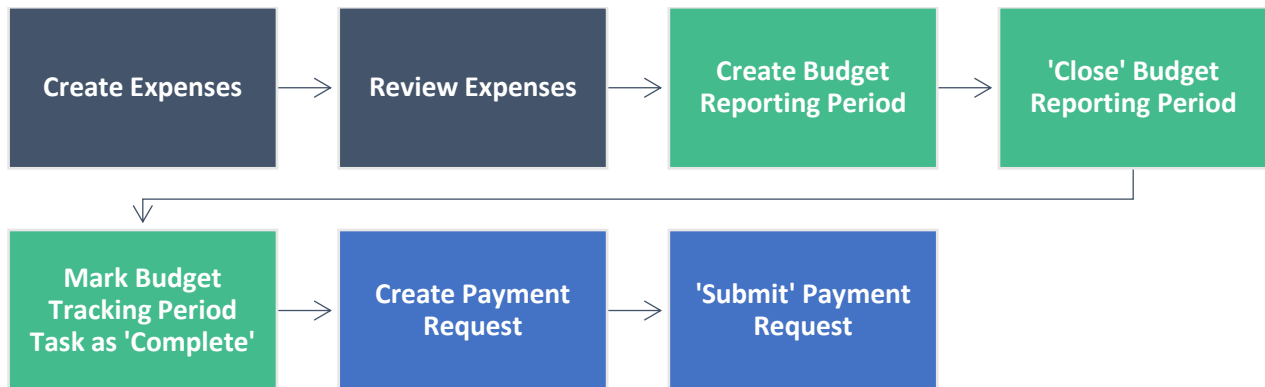 Create Expenses
Review Expenses
Create Budget
Reporting Period
'Close' Budget
Reporting Period
Mark Budget
Tracking Period
Task as 'Complete'
Create Payment
Request
'Submit' Payment
Request